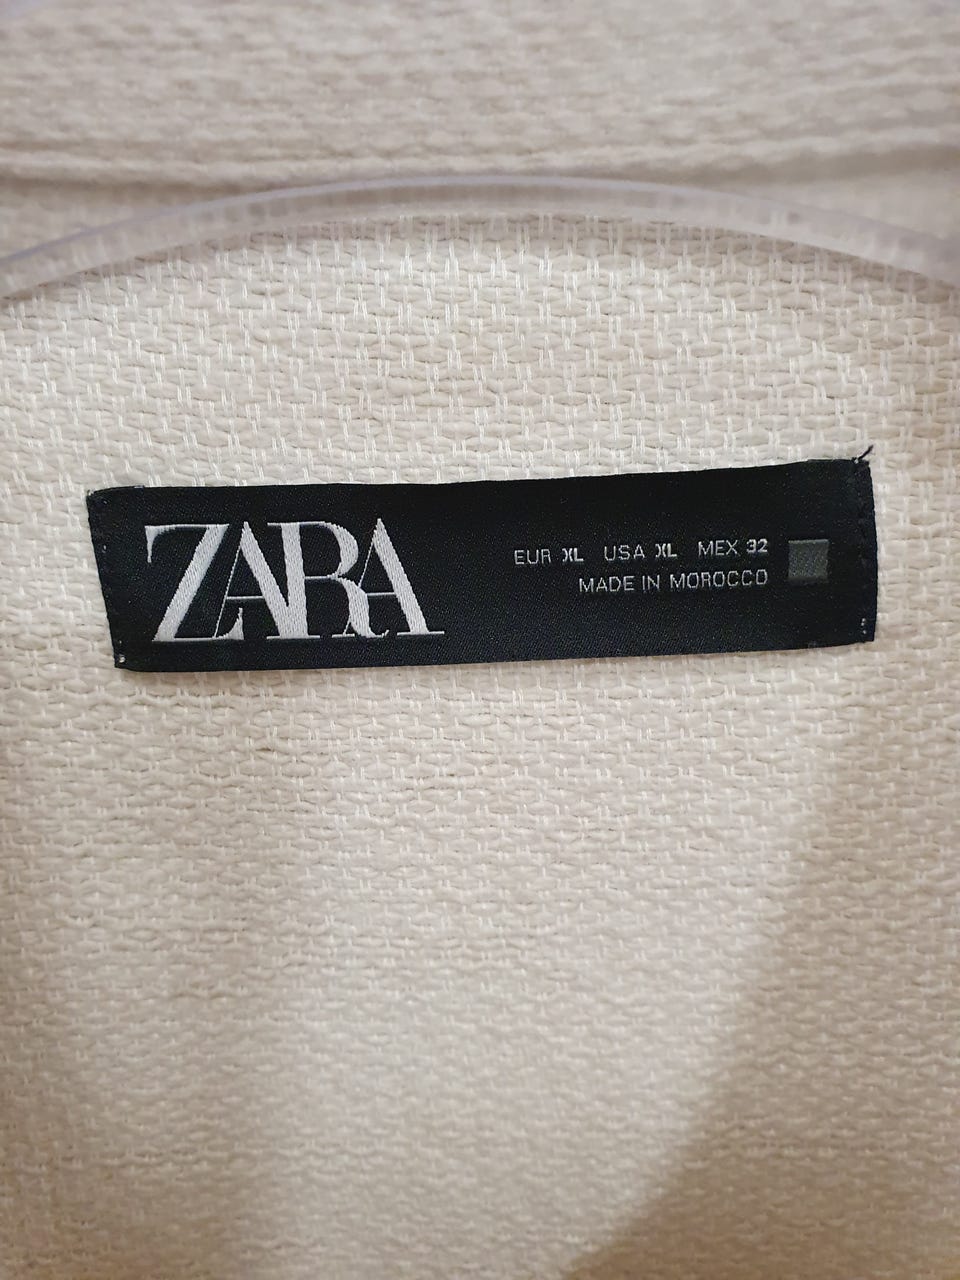 ZARA
EUR XL USA XL MEX 32
MADE IN MOROCCO